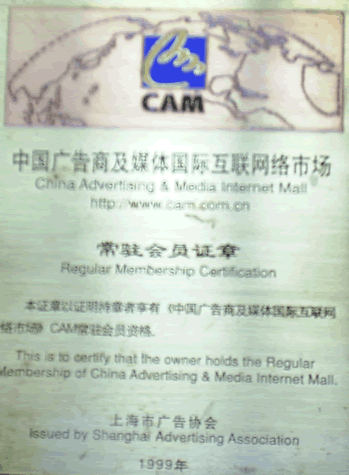 CAM
中国广告商及媒体国际互联网络市场
China Advertising & Media Internet Mall
http://www.cam.com.cn
常驻会员证章
Regular Membership Certification
本证章以证明持章者享有《中国广告商及媒体国际互联网
络市场》CAM常驻会员资格.
This is to certify that the owner holds the Regular
Membership of China Advertising & Media Internet Mall.
上海市广告协会
Issued by Shanghai Advertising Association
1999年